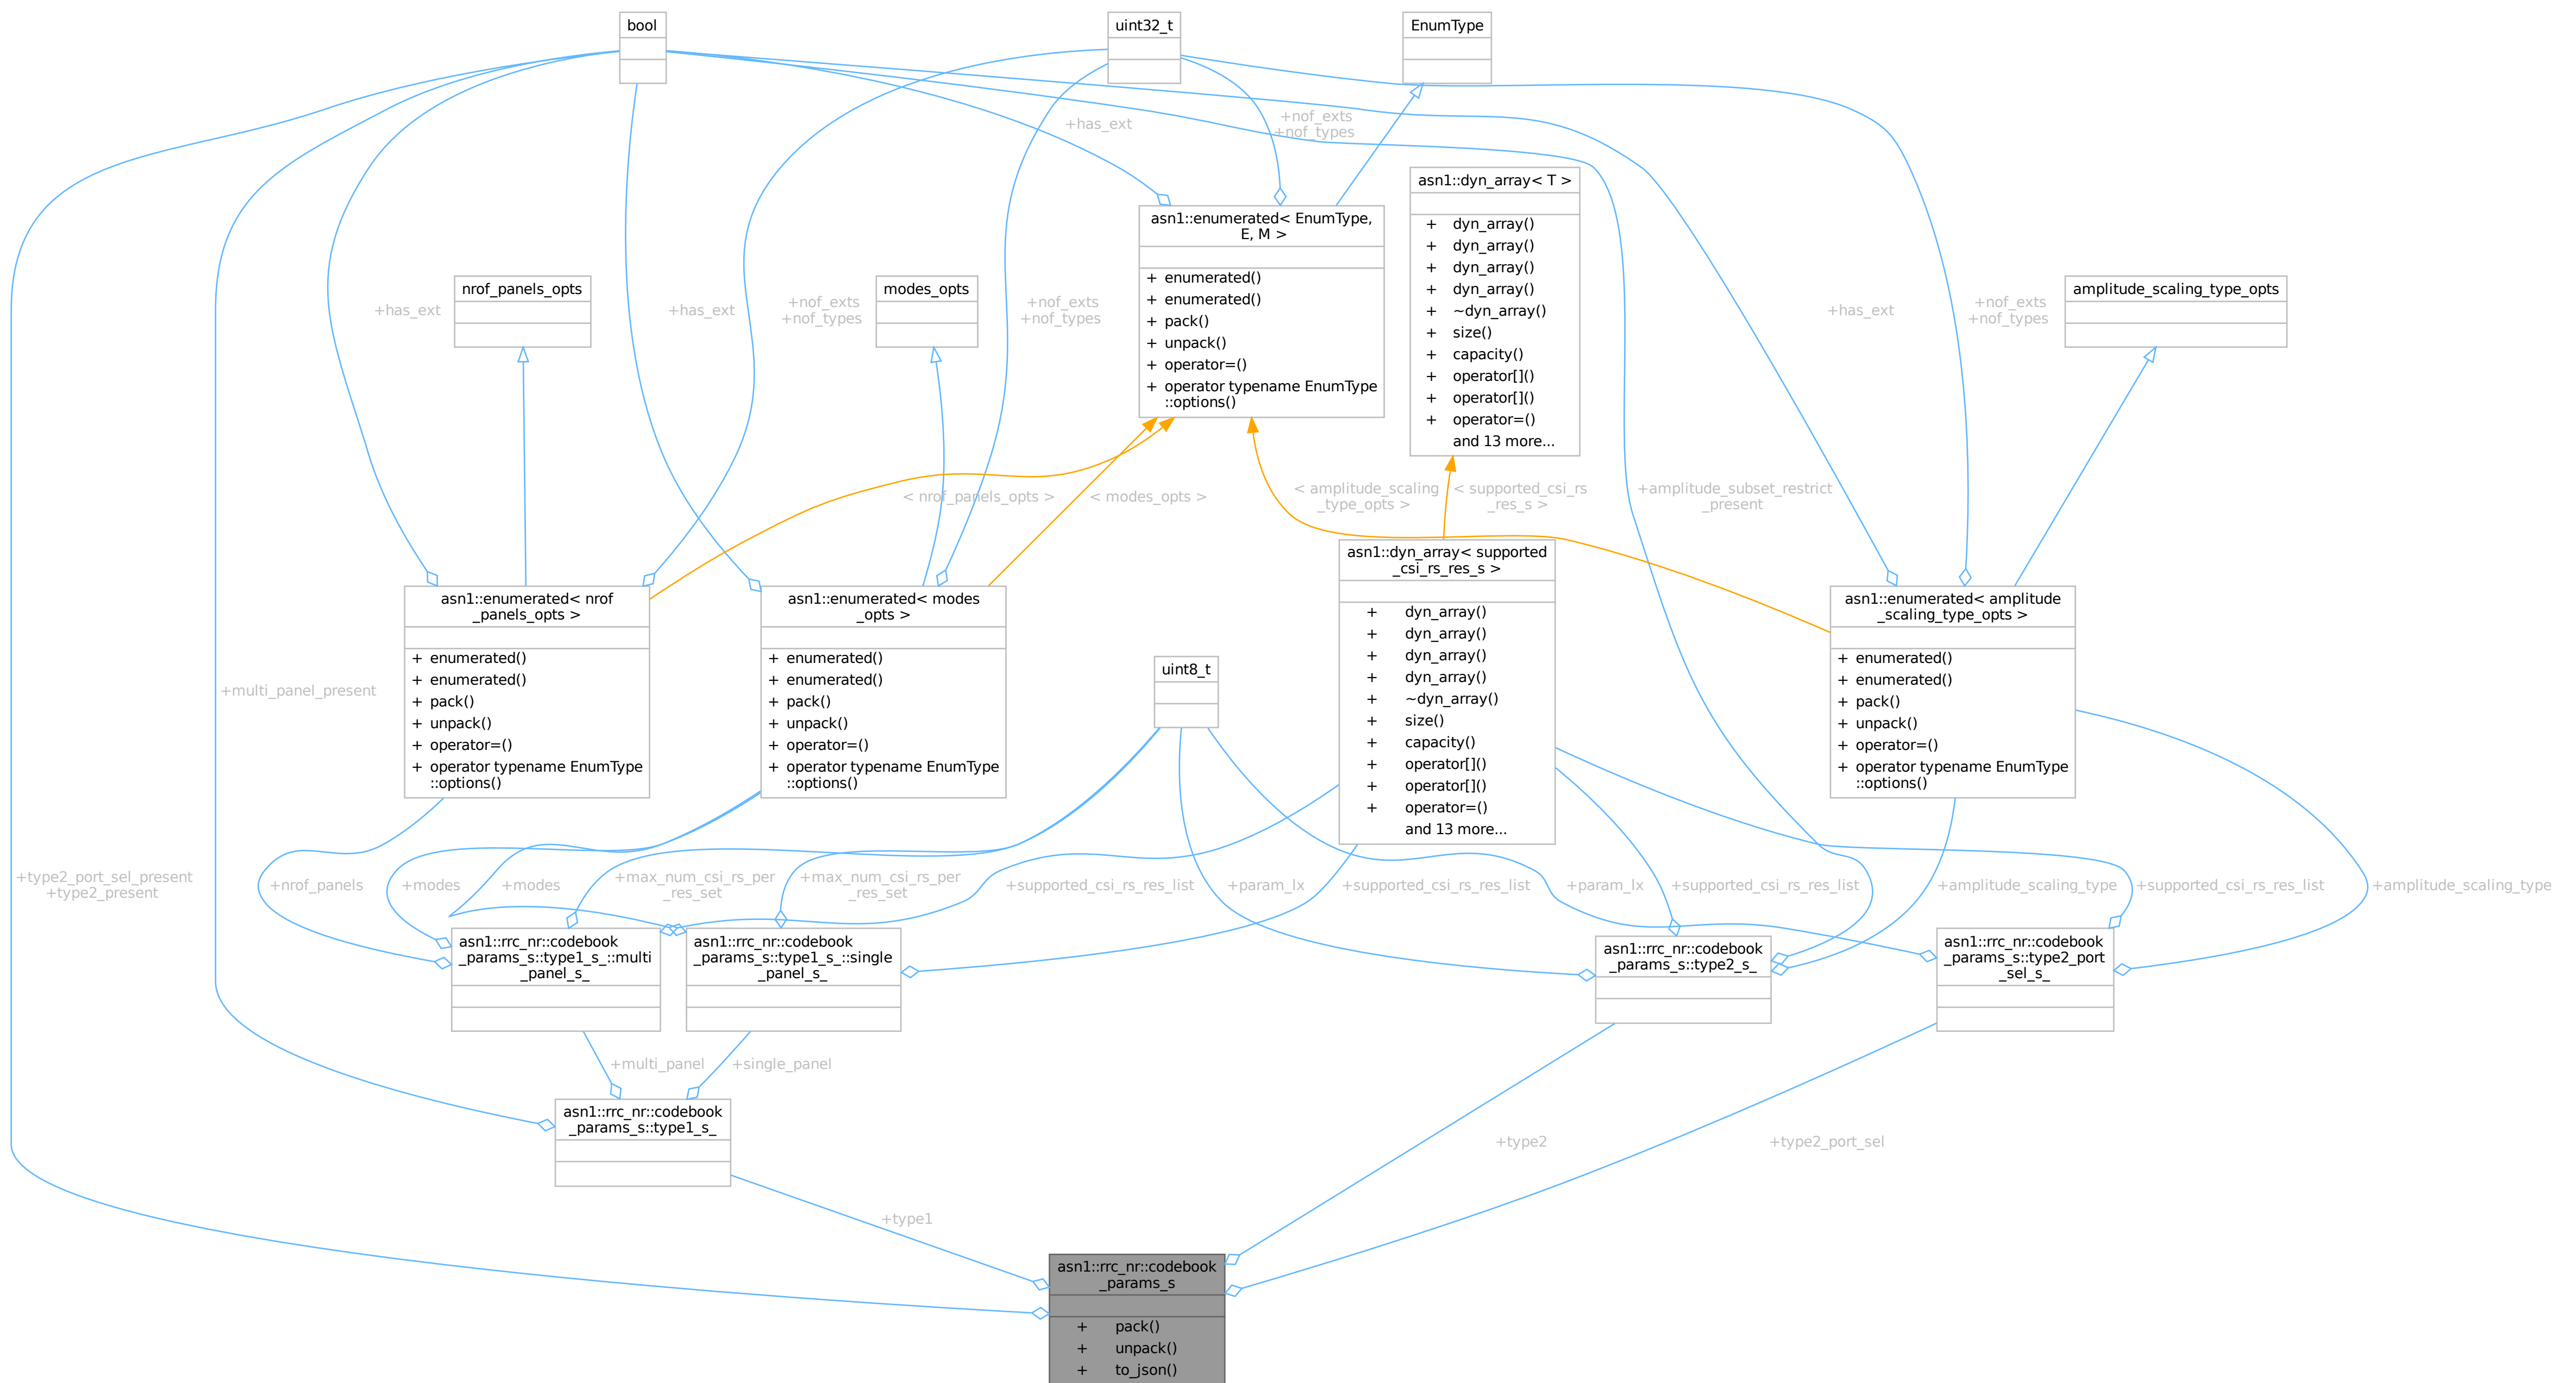 bool
uint32_t
EnumType
+has_ext
+nof_exts
+nof_types
asn1::dyn_array< T >
+ dyn_array()
+ dyn_array()
+ dyn_array()
+ dyn_array()
+ ~dyn_array()
+ size()
+ capacity()
+ operator[]()
+ operator[]()
+ operator=()
and 13 more...
asn1::enumerated< EnumType,
E, M >
+ enumerated()
+ enumerated()
+ pack()
+ unpack()
+ operator=()
+ operator typename EnumType
::options()
nrof_panels_opts
modes_opts
amplitude_scaling_type_opts
+has_ext
+has_ext
+nof_exts
+nof_types
+nof_exts
+nof_types
+has_ext
+nof_exts
+nof_types
< nrof_panels_opts >
< modes_opts >
< amplitude_scaling
_type_opts >
< supported_csi_rs
_res_s >
+amplitude_subset_restrict
_present
asn1::enumerated< nrof
_panels_opts >
+ enumerated()
+ enumerated()
+ pack()
+ unpack()
+ operator=()
+ operator typename EnumType
::options()
asn1::enumerated< modes
_opts >
+ enumerated()
+ enumerated()
+ pack()
+ unpack()
+ operator=()
+ operator typename EnumType
::options()
uint8_t
asn1::dyn_array< supported
_csi_rs_res_s >
+ dyn_array()
+ dyn_array()
+ dyn_array()
+ dyn_array()
+ ~dyn_array()
+ size()
+ capacity()
+ operator[]()
+ operator[]()
+ operator=()
and 13 more...
asn1::enumerated< amplitude
_scaling_type_opts >
+ enumerated()
+ enumerated()
+ pack()
+ unpack()
+ operator=()
+ operator typename EnumType
::options()
+multi_panel_present
+type2_port_sel_present
+type2_present
+nrof_panels
+modes
+modes
+max_num_csi_rs_per
_res_set
+max_num_csi_rs_per
_res_set
+supported_csi_rs_res_list
+param_lx
+supported_csi_rs_res_list
+param_lx
+supported_csi_rs_res_list
+amplitude_scaling_type
+supported_csi_rs_res_list
+amplitude_scaling_type
asn1::rrc_nr::codebook
_params_s::type1_s_::multi
_panel_s_
asn1::rrc_nr::codebook
_params_s::type1_s_::single
_panel_s_
asn1::rrc_nr::codebook
_params_s::type2_s_
asn1::rrc_nr::codebook
_params_s::type2_port
_sel_s_
+multi_panel
+single_panel
asn1::rrc_nr::codebook
_params_s::type1_s_
+type2
+type2_port_sel
+type1
asn1::rrc_nr::codebook
_params_s
+ pack()
+ unpack()
+ to_json()